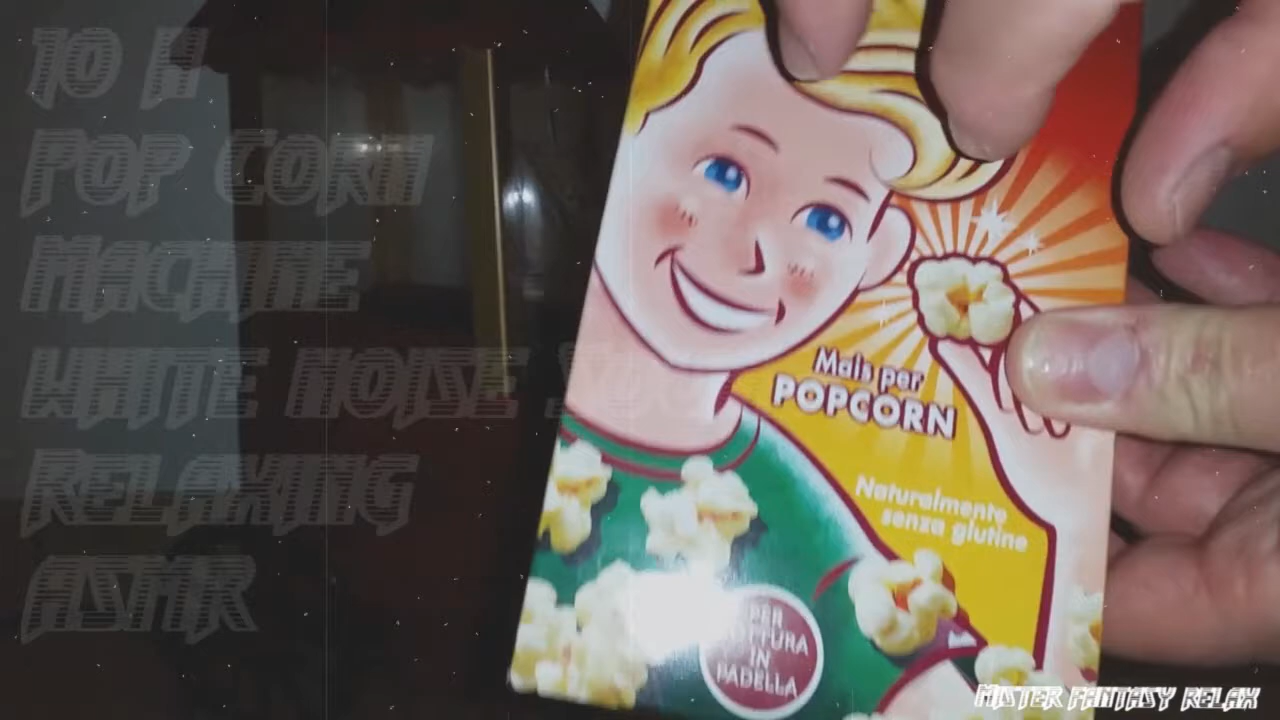 10 H
Pop Corn
Machine
White Noise
Relaxing
ASMR
Mais per
POPCORN
Naturalmente
senza glutine
PER
IN
PADELLA
Mister Fantasy Relax